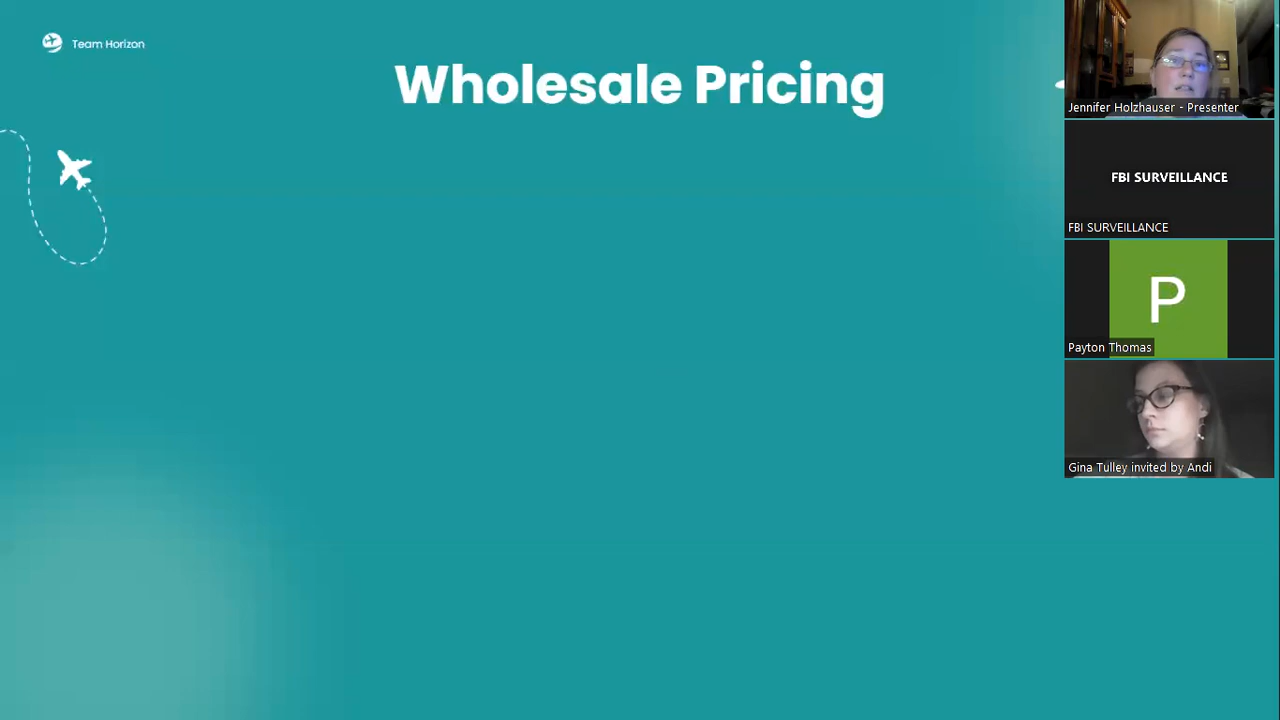 Team Horizon
Wholesale Pricing
Jennifer Holzhauser - Presenter
FBI SURVEILLANCE
FBI SURVEILLANCE
P
Payton Thomas
Gina Tulley invited by Andi